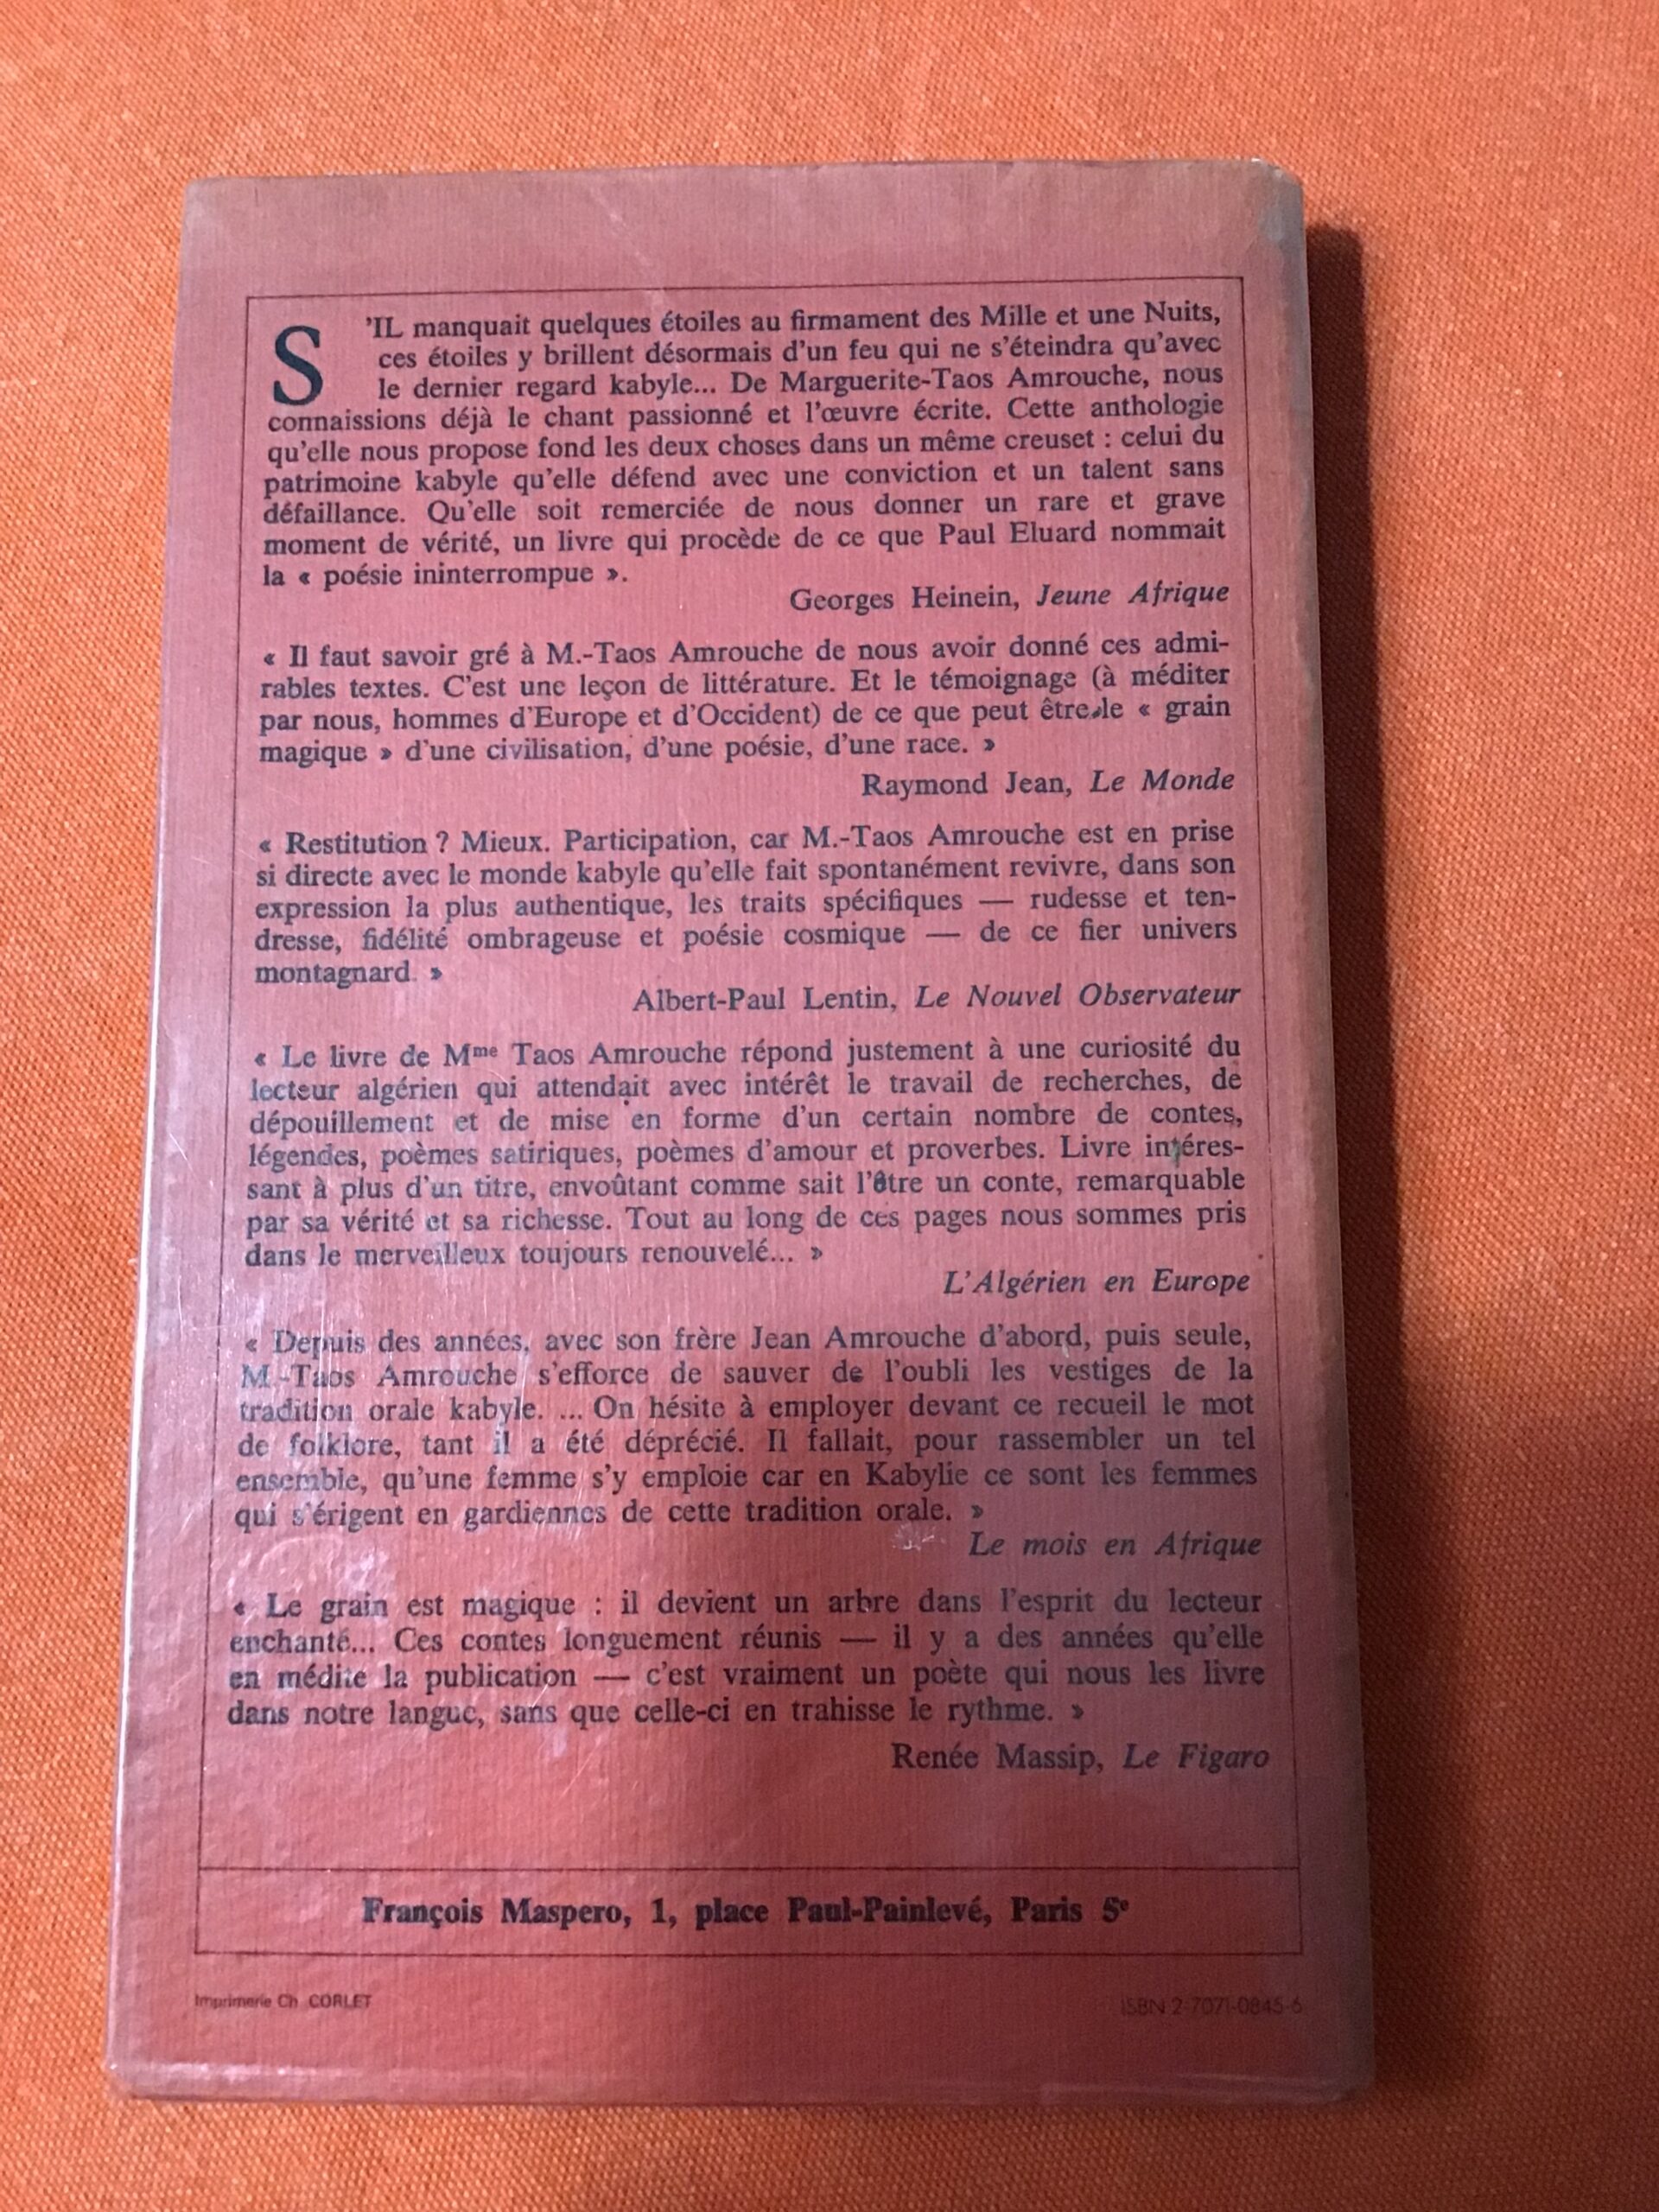 S'IL manquait quelques étoiles au firmament des Mille et une Nuits,
ces étoiles y brillent désormais d'un feu qui ne s'éteindra qu'avec
le dernier regard kabyle... De Marguerite-Taos Amrouche, nous
connaissions déjà le chant passionné et l'œuvre écrite. Cette anthologie
qu'elle nous propose fond les deux choses dans un même creuset : celui du
patrimoine kabyle qu'elle défend avec une conviction et un talent sans
défaillance. Qu'elle soit remerciée de nous donner un rare et grave
moment de vérité, un livre qui procède de ce que Paul Eluard nommait
la « poésie ininterrompue ».
Georges Heinein, Jeune Afrique
« Il faut savoir gré à M.-Taos Amrouche de nous avoir donné ces admi-
rables textes. C'est une leçon de littérature. Et le témoignage (à méditer
par nous, hommes d'Europe et d'Occident) de ce que peut être le « grain
magique » d'une civilisation, d'une poésie, d'une race. »
Raymond Jean, Le Monde
« Restitution ? Mieux. Participation, car M.-Taos Amrouche est en prise
si directe avec le monde kabyle qu'elle fait spontanément revivre, dans son
expression la plus authentique, les traits spécifiques — rudesse et ten-
dresse, fidélité ombrageuse et poésie cosmique — de ce fier univers
montagnard. »
Albert-Paul Lentin, Le Nouvel Observateur
« Le livre de Mme Taos Amrouche répond justement à une curiosité du
lecteur algérien qui attendait avec intérêt le travail de recherches, de
dépouillement et de mise en forme d'un certain nombre de contes,
légendes, poèmes satiriques, poèmes d'amour et proverbes. Livre intéres-
sant à plus d'un titre, envoûtant comme sait l'être un conte, remarquable
par sa vérité et sa richesse. Tout au long de ces pages nous sommes pris
dans le merveilleux toujours renouvelé... »
L'Algérien en Europe
« Depuis des années, avec son frère Jean Amrouche d'abord, puis seule,
M.-Taos Amrouche s'efforce de sauver de l'oubli les vestiges de la
tradition orale kabyle. ... On hésite à employer devant ce recueil le mot
de folklore, tant il a été déprécié. Il fallait, pour rassembler un tel
ensemble, qu'une femme s'y emploie car en Kabylie ce sont les femmes
qui s'érigent en gardiennes de cette tradition orale. »
Le mois en Afrique
« Le grain est magique : il devient un arbre dans l'esprit du lecteur
enchanté... Ces contes longuement réunis — il y a des années qu'elle
en médite la publication — c'est vraiment un poète qui nous les livre
dans notre langue, sans que celle-ci en trahisse le rythme. »
Renée Massip, Le Figaro
François Maspero, 1, place Paul-Painlevé, Paris 5e
Imprimerie Ch. CORLET
ISBN 2-7071-0845-6